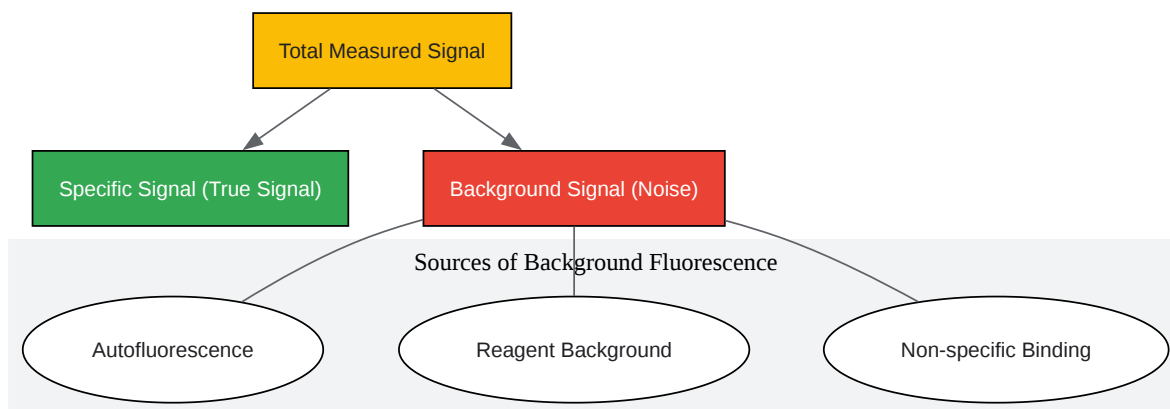 Total Measured Signal
Specific Signal (True Signal)
Background Signal (Noise)
Sources of Background Fluorescence
Autofluorescence
Reagent Background
Non-specific Binding